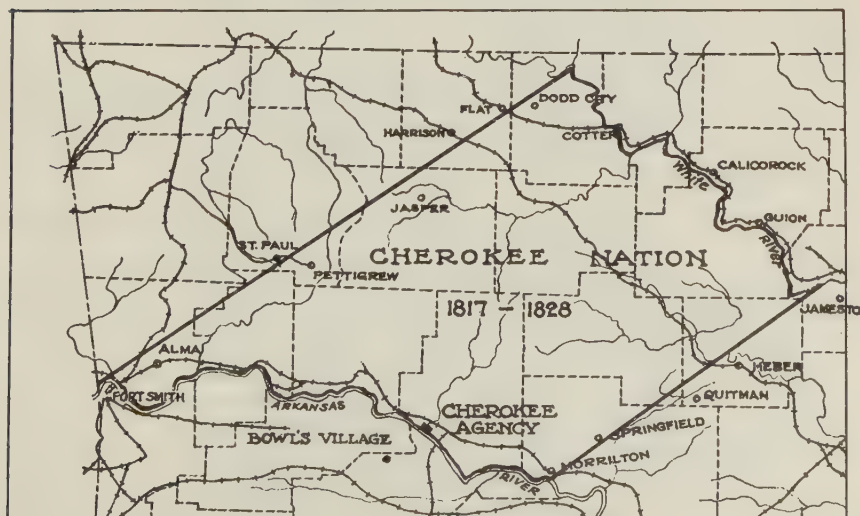 FLAT
DODD CITY
HARRISON
COTTER
WHITE
CALICOROCK
JASPER
GUION
RIVER
ST. PAUL
CHEROKEE NATION
PETTIGREW
1817 - 1828
JAMESTO
ALMA
HEBER
FORT SMITH
ARKANSAS
QUITMAN
CHEROKEE
AGENCY
BOWL'S VILLAGE
SPRINGFIELD
MORRILTON
RIVER